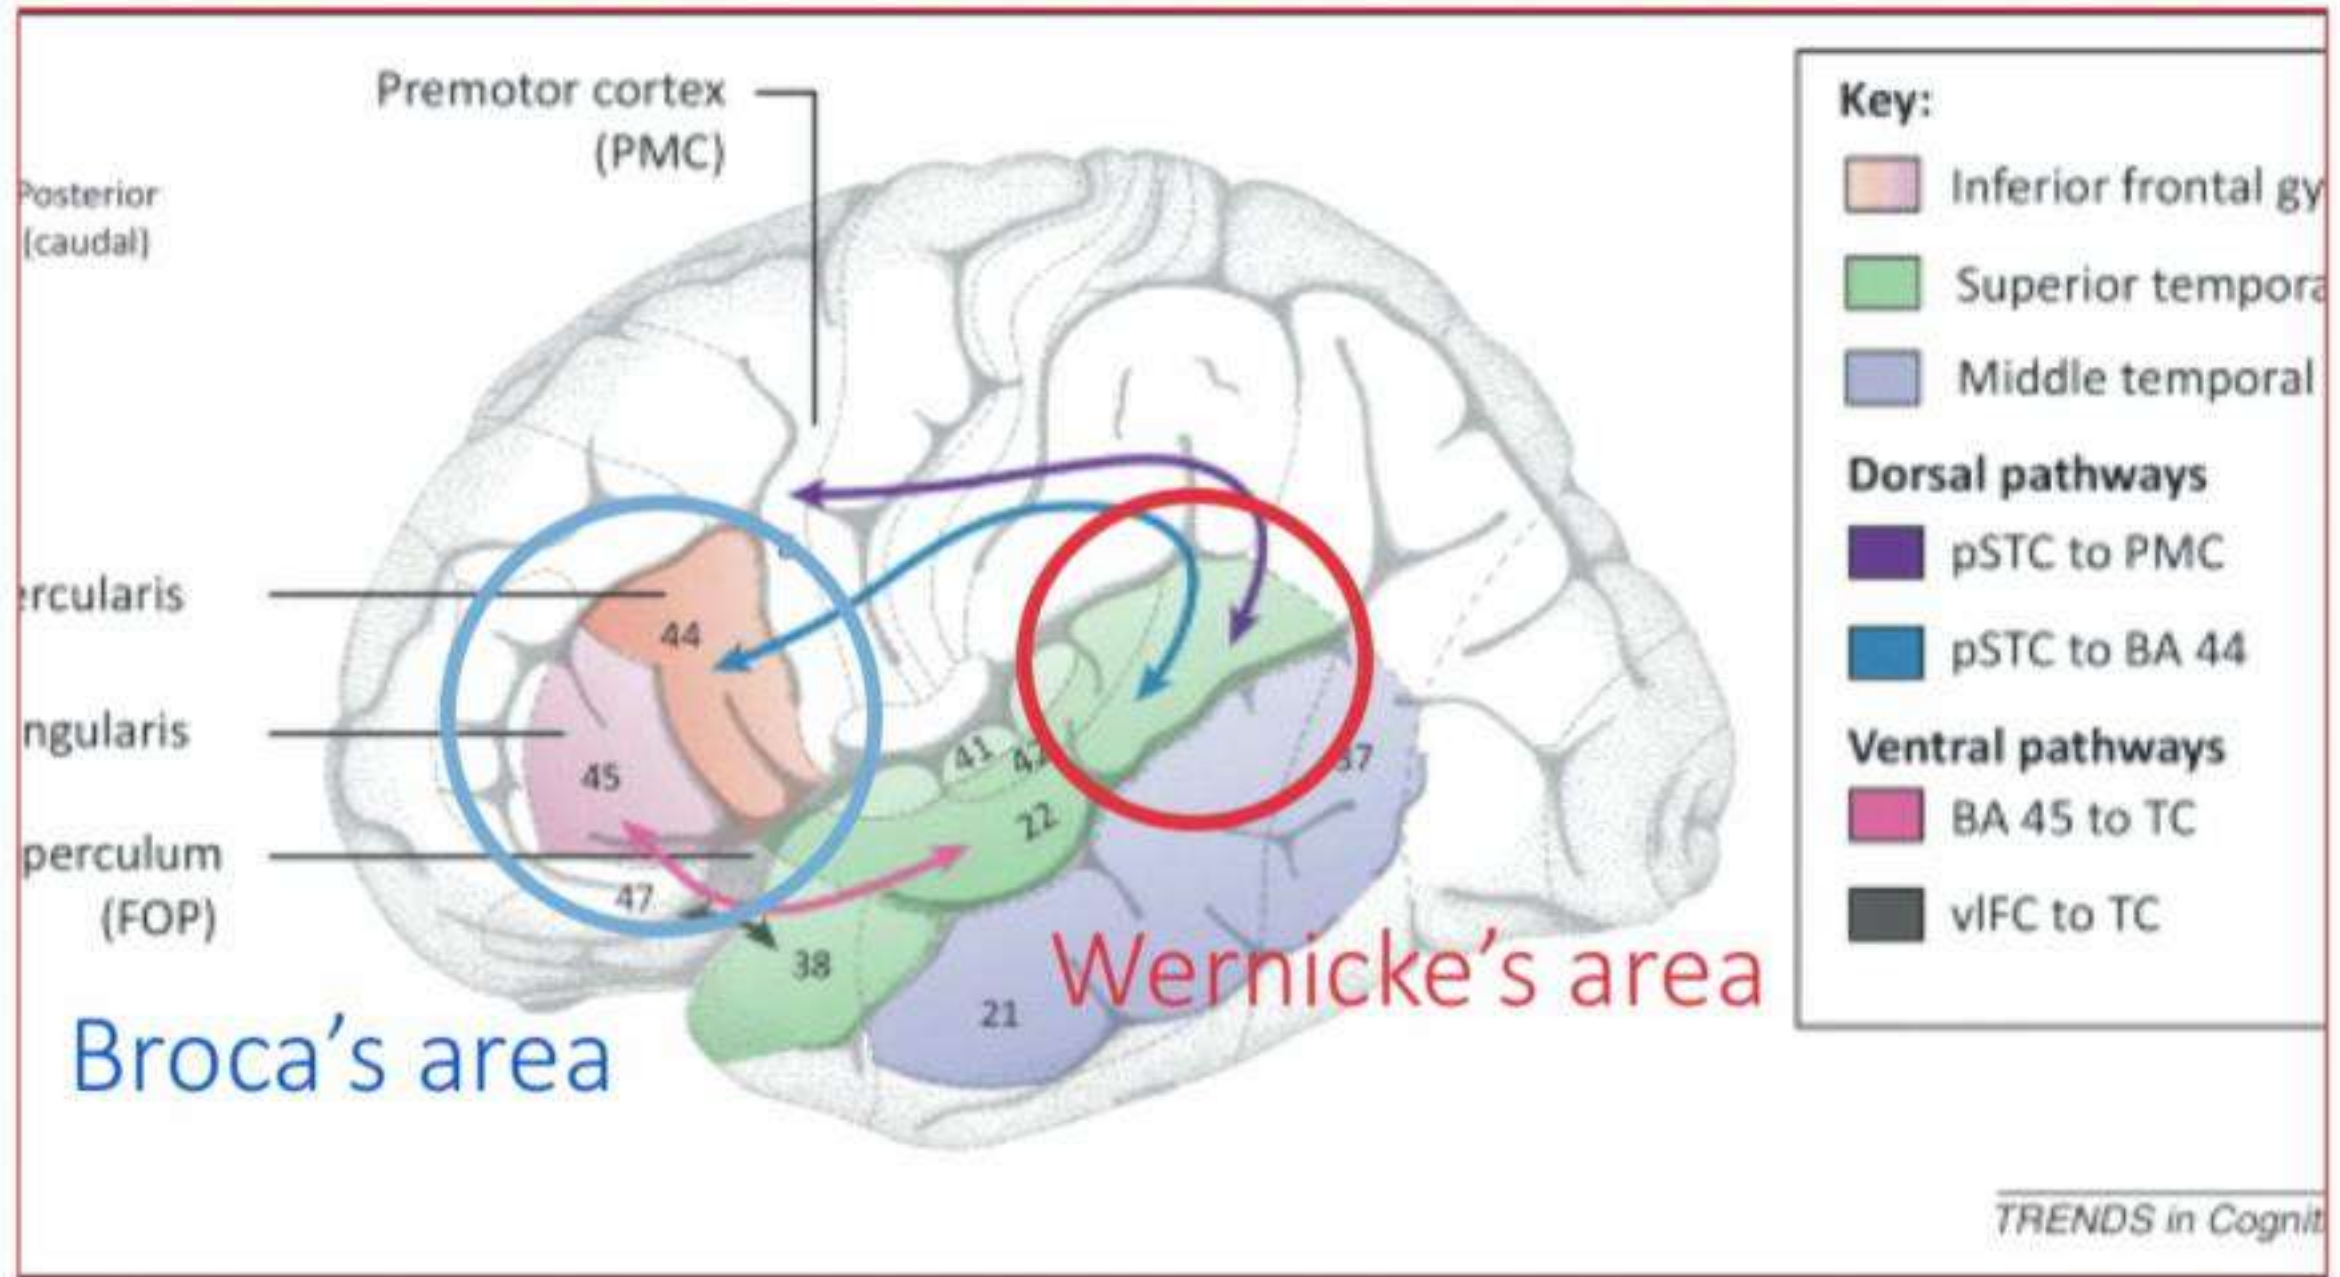 Premotor cortex
(PMC)
Posterior
(caudal)
ercularis
ngularis
perculum
(FOP)
44
45
47
41
42
22
38
21
37
Broca's area
Wernicke's area
Key:
Inferior frontal gy
Superior tempora
Middle temporal
Dorsal pathways
pSTC to PMC
pSTC to BA 44
Ventral pathways
BA 45 to TC
vIFC to TC
TRENDS in Cognit